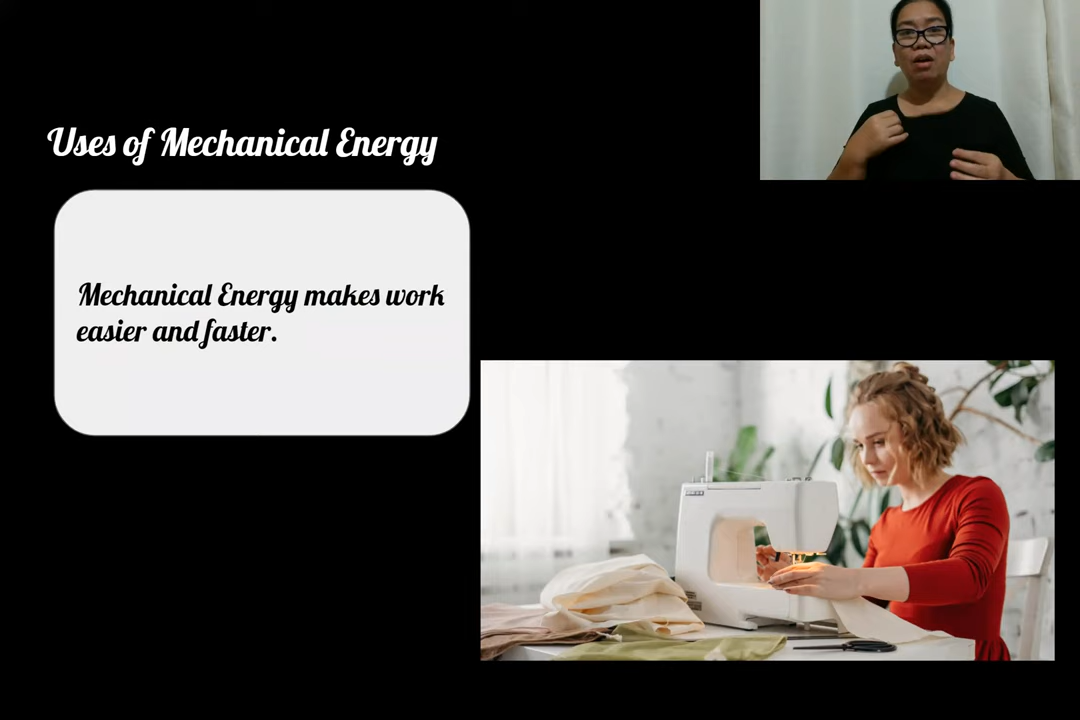 Uses of Mechanical Energy
Mechanical Energy makes work
easier and faster.